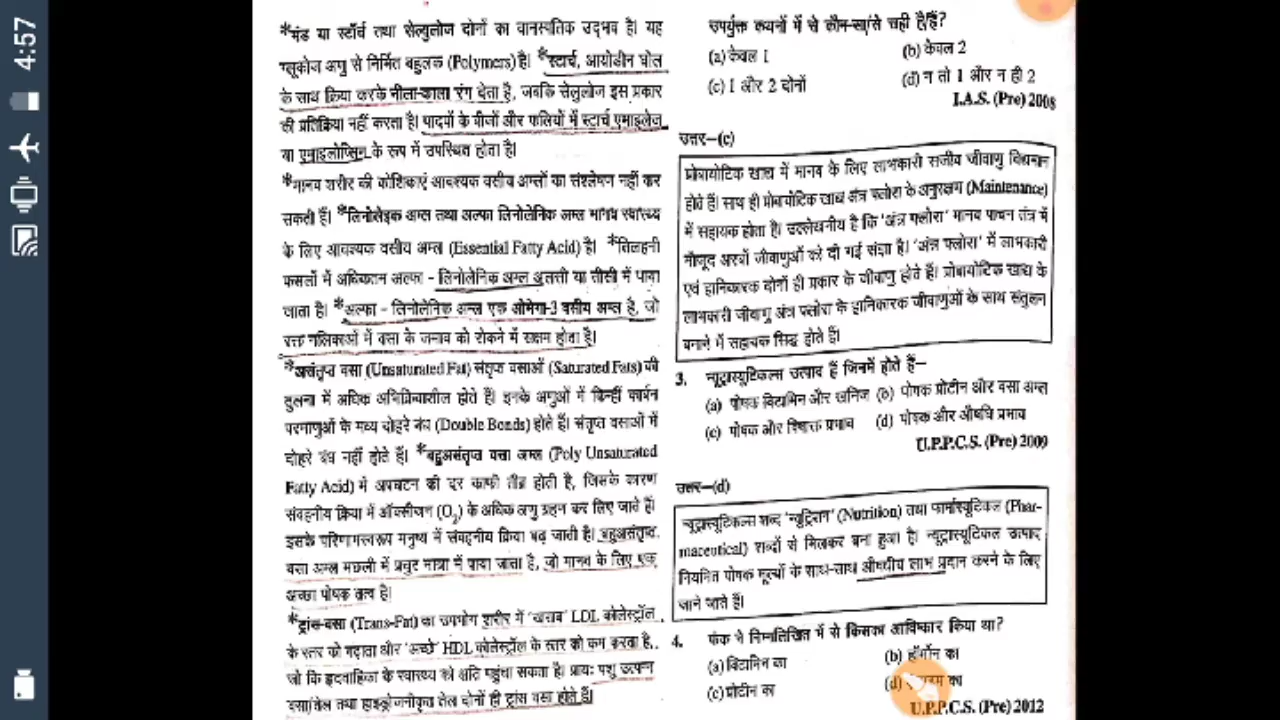 4:57
*मंड या स्टॉर्च तथा सेल्युलोज दोनों का वानस्पतिक उद्भव है। यह
ग्लूकोज अणु से निर्मित बहुलक (Polymers) है। *स्टार्च, आयोडीन घोल
के साथ क्रिया करके नीला-काला रंग देता है, जबकि सेलुलोज इस प्रकार
की प्रतिक्रिया नहीं करता है। पादपों के बीजों और फलियों में स्टार्च एमाइलेज
या एमाइलोप्सिन के रूप में उपस्थित होता है।
*मानव शरीर की कोशिकाएं आवश्यक वसीय अम्लों का संश्लेषण नहीं कर
सकती हैं। *लिनोलेइक अम्ल तथा अल्फा लिनोलेनिक अम्ल मानव स्वास्थ्य
के लिए आवश्यक वसीय अम्ल (Essential Fatty Acid) है। *तिलहनी
फसलों में अधिकतम अल्फा - लिनोलेनिक अम्ल अलसी या तीसी में पाया
जाता है। *अल्फा - लिनोलेनिक अम्ल एक ओमेगा-3 वसीय अम्ल है, जो
रक्त नलिकाओं में वसा के जमाव को रोकने में सक्षम होता है।
*असंतृप्त वसा (Unsaturated Fat) संतृप्त वसाओं (Saturated Fats) की
तुलना में अधिक अभिक्रियाशील होते हैं। इनके अणुओं में किन्हीं कार्बन
परमाणुओं के मध्य दोहरे बंध (Double Bonds) होते हैं। संतृप्त वसाओं में
दोहरे बंध नहीं होते हैं। *बहुअसंतृप्त वसा अम्ल (Poly Unsaturated
Fatty Acid) में अपघटन की दर काफी तीव्र होती है, जिसके कारण
संवहनीय क्रिया में ऑक्सीजन (O₂) के अधिक अणु ग्रहण कर लिए जाते हैं।
इसके परिणामस्वरूप मनुष्य में संवहनीय क्रिया बढ़ जाती है। बहुअसंतृप्त
वसा अम्ल मछली में प्रचुर मात्रा में पाया जाता है, जो मानव के लिए एक
अच्छा पोषक तत्व है।
*ट्रांस-वसा (Trans-Fat) का उपभोग शरीर में 'खराब' LDL कोलेस्ट्रॉल
के स्तर को बढ़ाता और 'अच्छे' HDL कोलेस्ट्रॉल के स्तर को कम करता है,
जो कि हृदवाहिका के स्वास्थ्य को क्षति पहुंचा सकता है। प्रायः पशु उत्पन्न
वसा/तेल तथा हाइड्रोजनीकृत तेल दोनों ही ट्रांस वसा होते हैं।
उपर्युक्त कथनों में से कौन-सा/से सही है/हैं?
(a) केवल 1 (b) केवल 2
(c) 1 और 2 दोनों (d) न तो 1 और न ही 2
I.A.S. (Pre) 2008
उत्तर—(c)
प्रोबायोटिक खाद्य में मानव के लिए लाभकारी सजीव जीवाणु विद्यमान
होते हैं। साथ ही प्रोबायोटिक खाद्य अंत्र फ्लोरा के अनुरक्षण (Maintenance)
में सहायक होता है। उल्लेखनीय है कि 'अंत्र फ्लोरा' मानव पाचन तंत्र में
मौजूद अरबों जीवाणुओं को दी गई संज्ञा है। 'अंत्र फ्लोरा' में लाभकारी
एवं हानिकारक दोनों ही प्रकार के जीवाणु होते हैं। प्रोबायोटिक खाद्य के
लाभकारी जीवाणु अंत्र फ्लोरा के हानिकारक जीवाणुओं के साथ संतुलन
बनाने में सहायक सिद्ध होते हैं।
3. न्यूट्रास्यूटिकल्स उत्पाद हैं जिनमें होते हैं—
(a) पोषक विटामिन और खनिज (b) पोषक प्रोटीन और वसा अम्ल
(c) पोषक और विषाक्त प्रभाव (d) पोषक और औषधि प्रभाव
U.P.P.C.S. (Pre) 2009
उत्तर—(d)
न्यूट्रास्यूटिकल्स शब्द 'न्यूट्रिशन' (Nutrition) तथा फार्मास्यूटिकल (Phar-
maceutical) शब्दों से मिलकर बना हुआ है। न्यूट्रास्यूटिकल उत्पाद
नियमित पोषक मूल्यों के साथ-साथ औषधीय लाभ प्रदान करने के लिए
जाने जाते हैं।
4. फंक ने निम्नलिखित में से किसका आविष्कार किया था?
(a) विटामिन का (b) हॉर्मोन का
(c) प्रोटीन का (d) का
U.P.P.C.S. (Pre) 2012